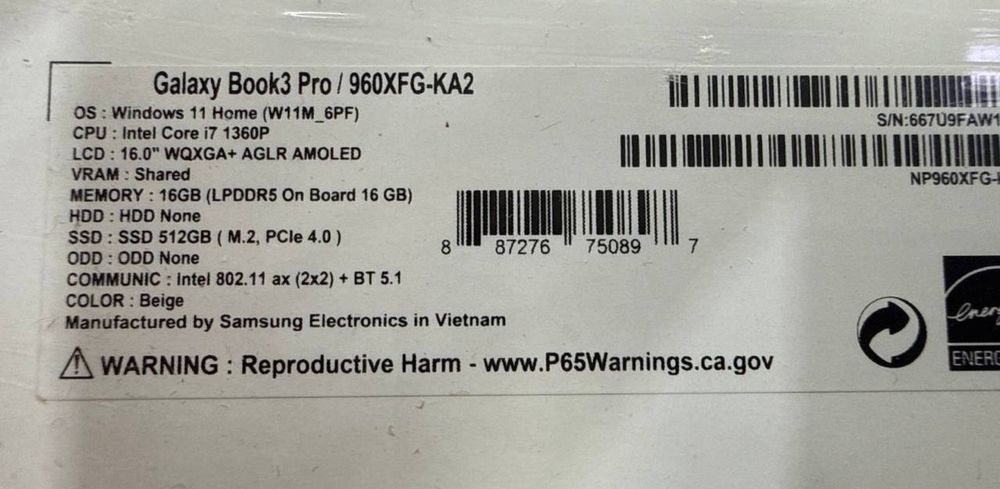 Galaxy Book3 Pro / 960XFG-KA2
OS : Windows 11 Home (W11M_6PF)
CPU : Intel Core i7 1360P
LCD : 16.0" WQXGA+ AGLR AMOLED
VRAM : Shared
MEMORY : 16GB (LPDDR5 On Board 16 GB)
HDD : HDD None
SSD : SSD 512GB ( M.2, PCIe 4.0 )
ODD : ODD None
COMMUNIC : Intel 802.11 ax (2x2) + BT 5.1
COLOR : Beige
Manufactured by Samsung Electronics in Vietnam
WARNING : Reproductive Harm - www.P65Warnings.ca.gov
8 87276 75089 7
S/N:667U9FAW1
NP960XFG-
ENERG